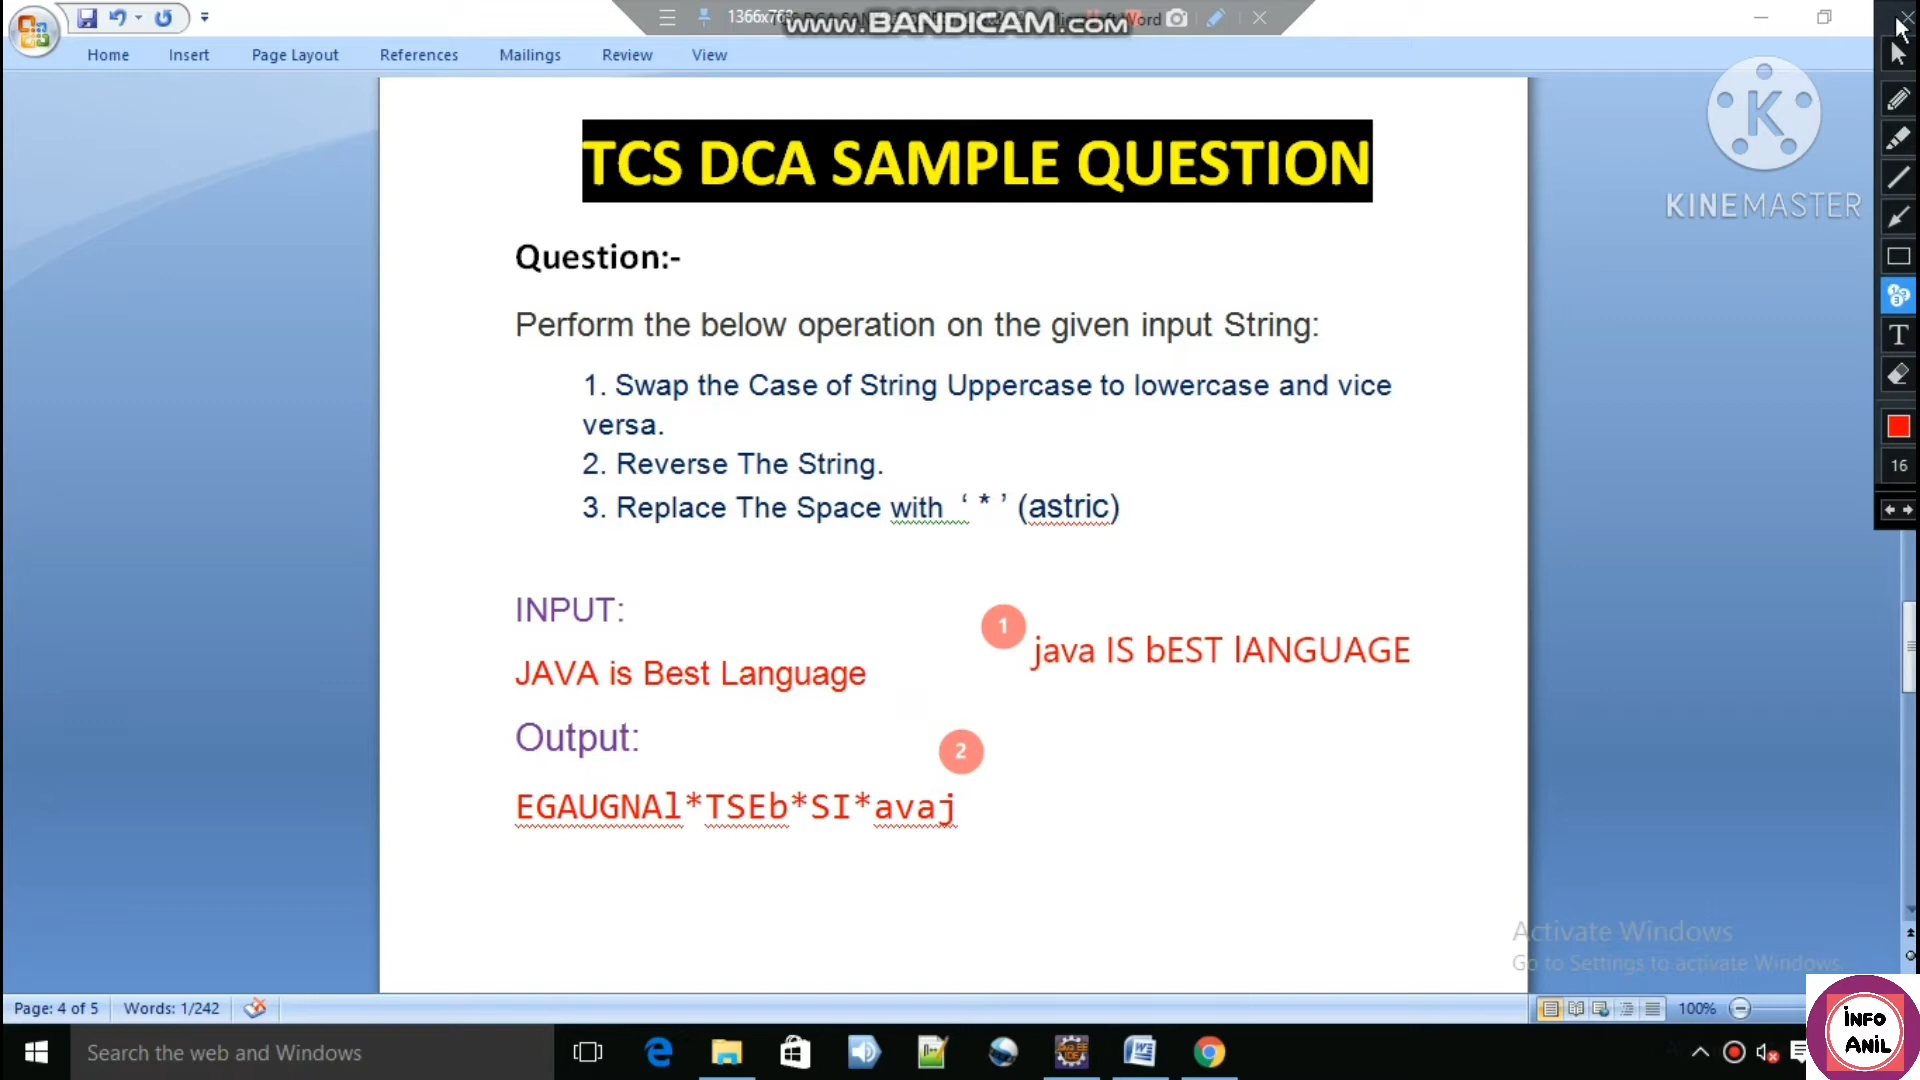 1366x768
www.BANDICAM.com
Word
Home Insert Page Layout References Mailings Review View
K
KINEMASTER
TCS DCA SAMPLE QUESTION
Question:-
Perform the below operation on the given input String:
1. Swap the Case of String Uppercase to lowercase and vice
versa.
2. Reverse The String.
3. Replace The Space with ‘ * ’ (astric)
T
16
INPUT:
1
java IS bEST lANGUAGE
JAVA is Best Language
Output:
2
EGAUGNAl*TSEb*SI*avaj
Activate Windows
Go to Settings to activate Windows.
Page: 4 of 5 Words: 1/242 100%
Search the web and Windows
iNFO
ANiL